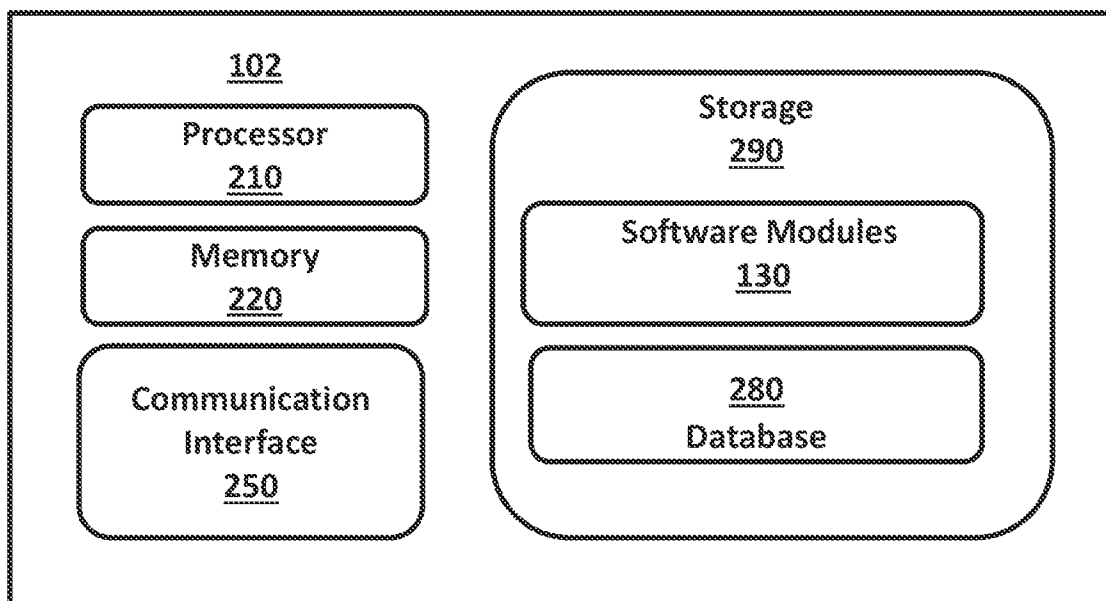 102
Processor
210
Memory
220
Communication
Interface
250
Storage
290
Software Modules
130
280
Database